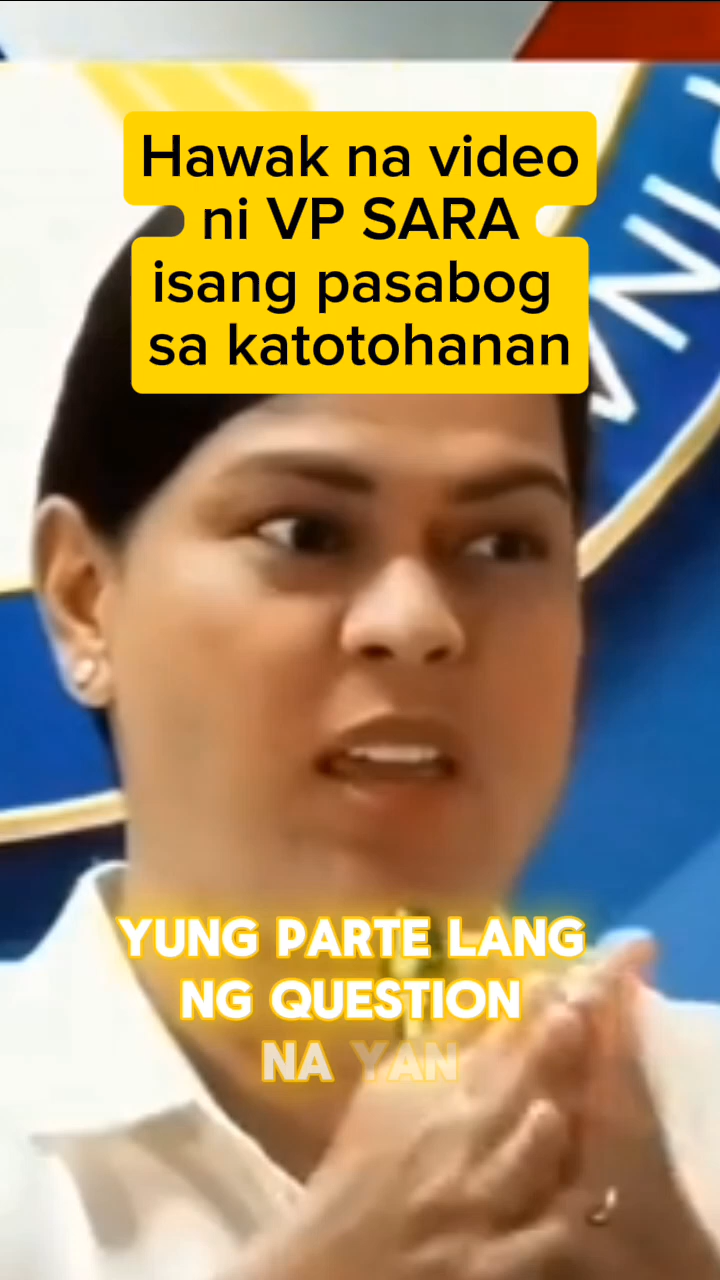 Hawak na video
ni VP SARA
isang pasabog
sa katotohanan
YUNG PARTE LANG
NG QUESTION
NA YAN